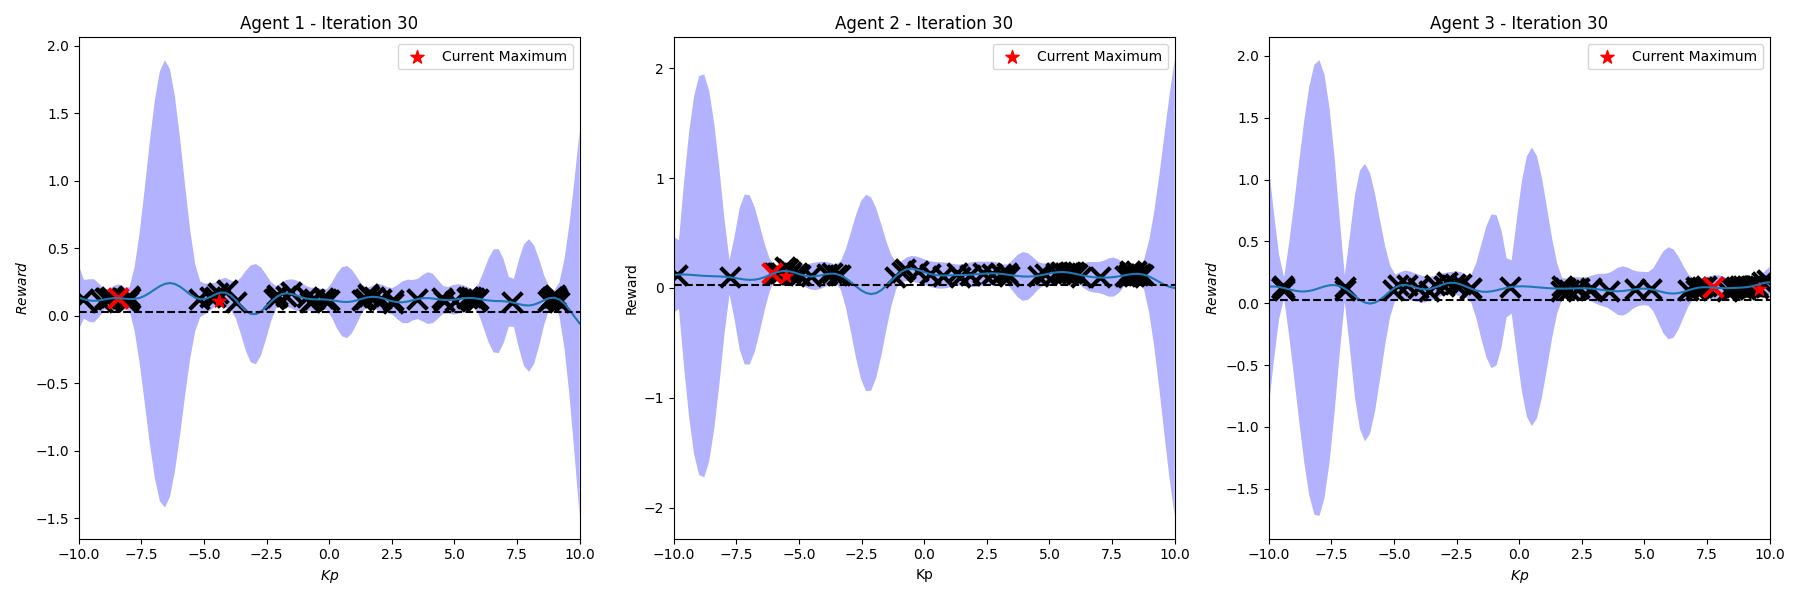 Agent 1 - Iteration 30
Current Maximum
2.0
1.5
1.0
0.5
0.0
−0.5
−1.0
−1.5
Reward
−10.0 −7.5 −5.0 −2.5 0.0 2.5 5.0 7.5 10.0
Kp
Agent 2 - Iteration 30
Current Maximum
2
1
0
−1
−2
Reward
−10.0 −7.5 −5.0 −2.5 0.0 2.5 5.0 7.5 10.0
Kp
Agent 3 - Iteration 30
Current Maximum
2.0
1.5
1.0
0.5
0.0
−0.5
−1.0
−1.5
Reward
−10.0 −7.5 −5.0 −2.5 0.0 2.5 5.0 7.5 10.0
Kp